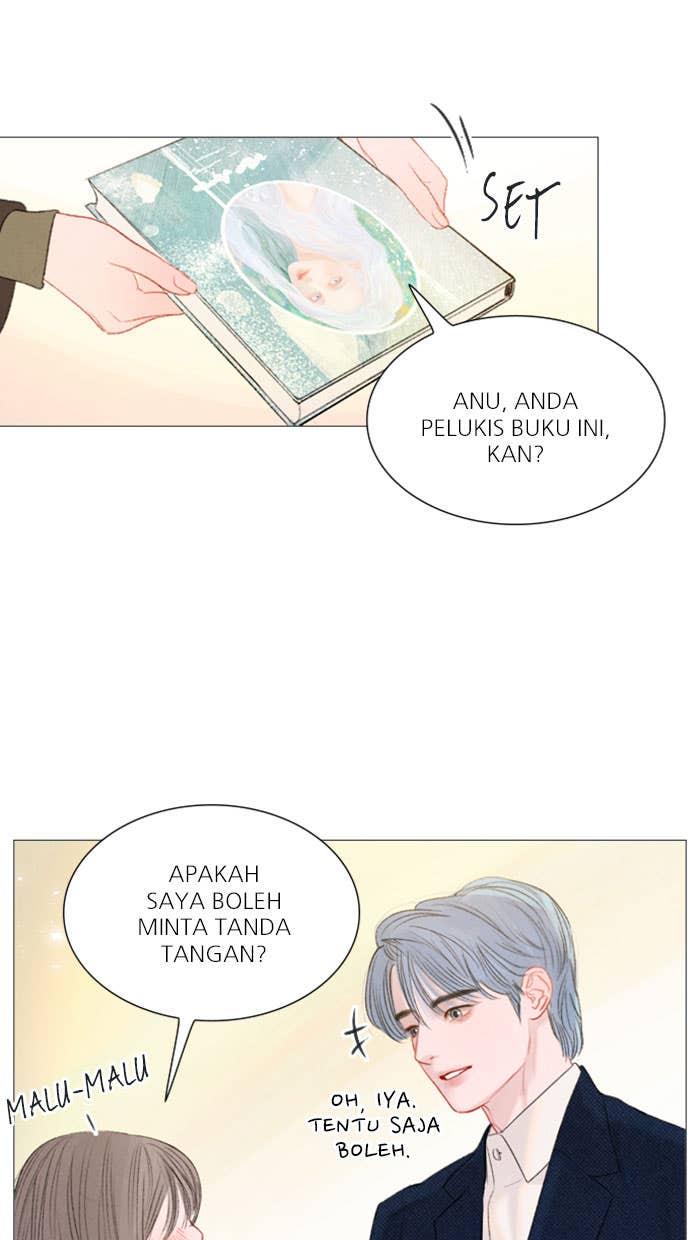 SET
ANU, ANDA
PELUKIS BUKU INI,
KAN?
APAKAH
SAYA BOLEH
MINTA TANDA
TANGAN?
MALU-MALU
OH, IYA.
TENTU SAJA
BOLEH.